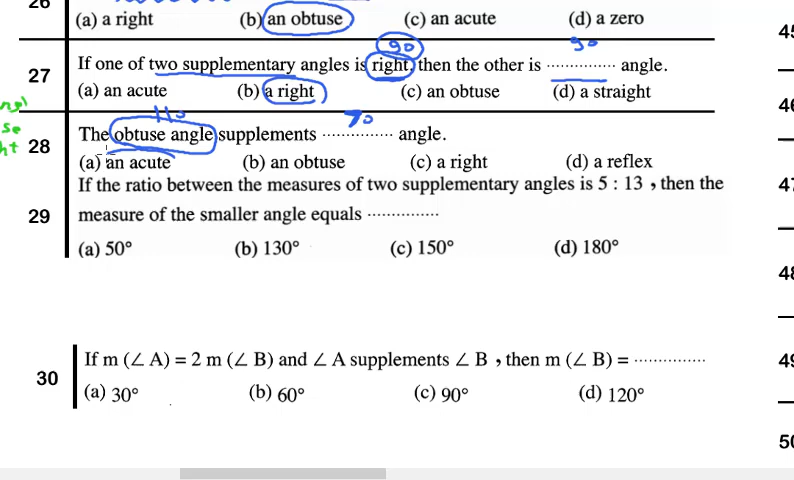 26
(a) a right (b) an obtuse (c) an acute (d) a zero
90 90
27 If one of two supplementary angles is right, then the other is ............... angle.
(a) an acute (b) a right (c) an obtuse (d) a straight
110 70
28 The obtuse angle supplements ............... angle.
(a) an acute (b) an obtuse (c) a right (d) a reflex
29 If the ratio between the measures of two supplementary angles is 5 : 13 , then the
measure of the smaller angle equals ...............
(a) 50° (b) 130° (c) 150° (d) 180°
30 If m (∠ A) = 2 m (∠ B) and ∠ A supplements ∠ B , then m (∠ B) = ...............
(a) 30° (b) 60° (c) 90° (d) 120°
45
46
47
48
49
50